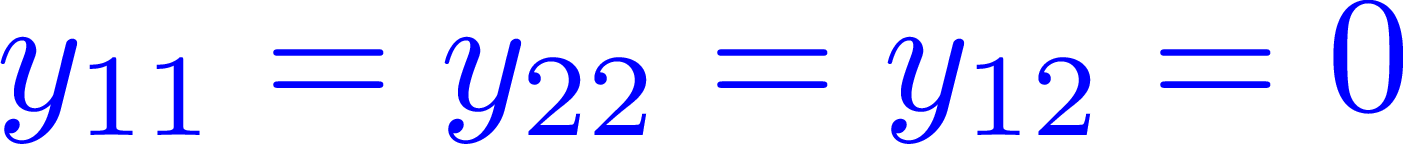 y₁₁ = y₂₂ = y₁₂ = 0